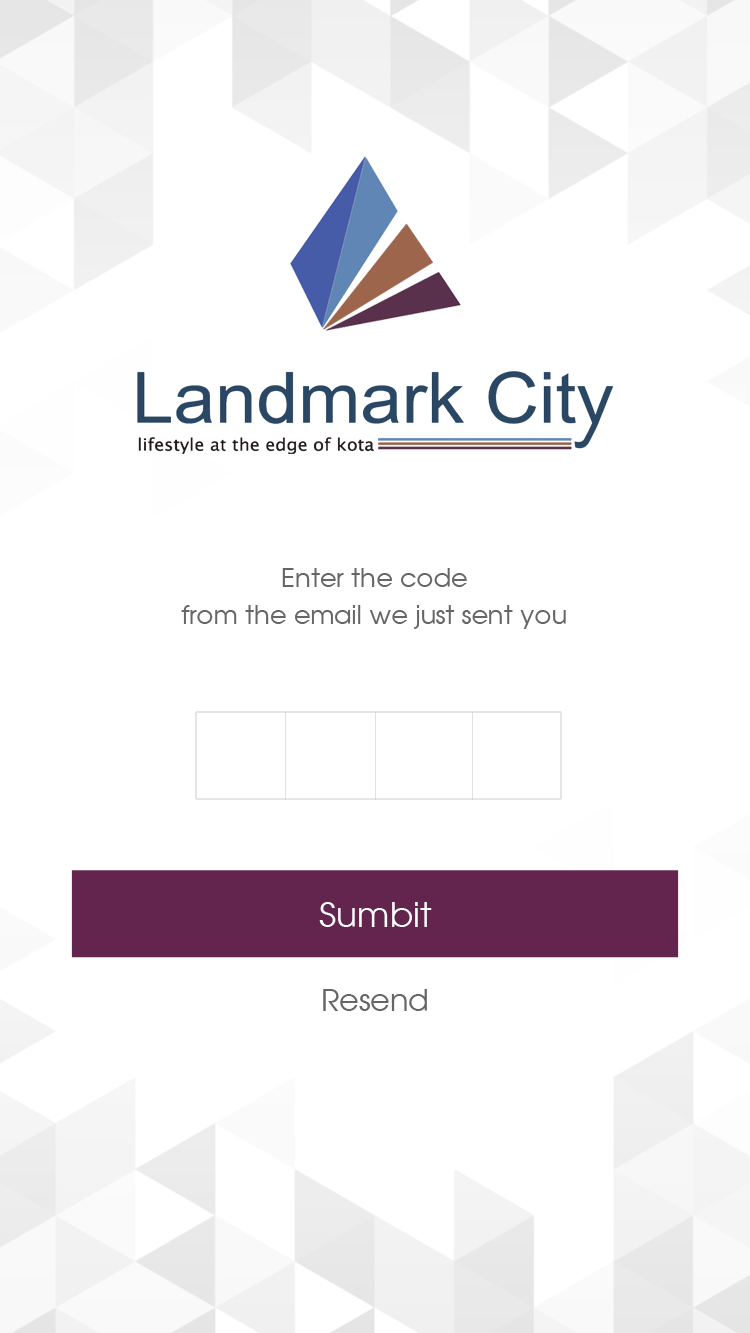 Landmark City
lifestyle at the edge of kota
Enter the code
from the email we just sent you
Sumbit
Resend